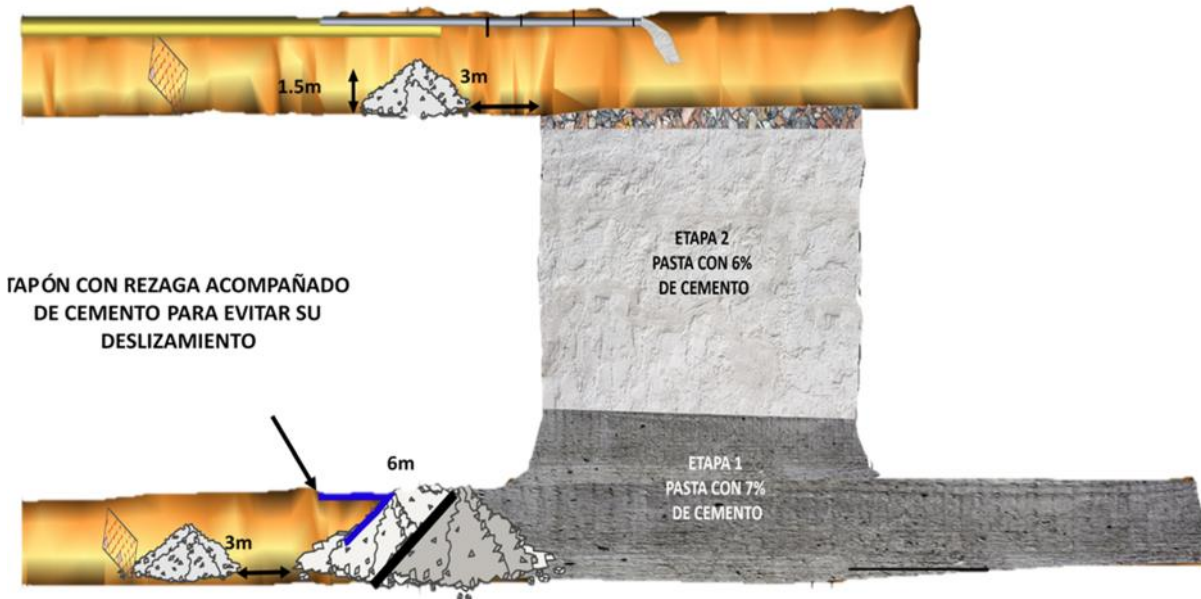 1.5m
3m
ETAPA 2
PASTA CON 6%
DE CEMENTO
TAPÓN CON REZAGA ACOMPAÑADO
DE CEMENTO PARA EVITAR SU
DESLIZAMIENTO
6m
ETAPA 1
PASTA CON 7%
DE CEMENTO
3m